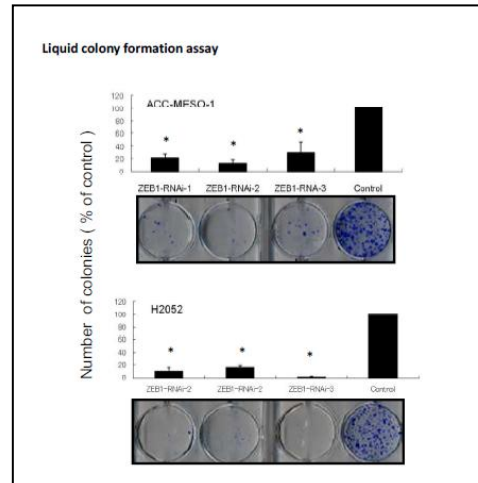 Liquid colony formation assay
Number of colonies ( % of control )
ACC-MESO-1
120
100
80
60
40
20
0
* * *
ZEB1-RNAi-1 ZEB1-RNAi-2 ZEB1-RNA-3 Control
H2052
120
100
80
60
40
20
0
* * *
ZEB1-RNAi-2 ZEB1-RNAi-2 ZEB1-RNAi-3 Control